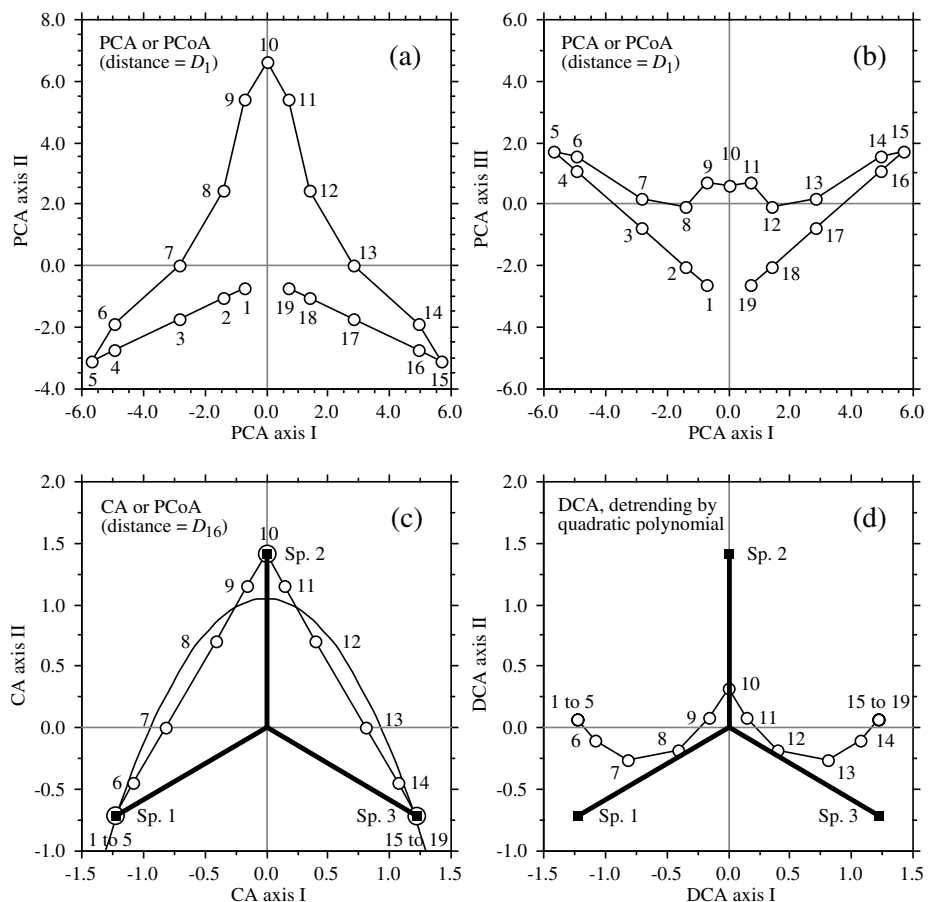 PCA or PCoA
(distance = D1)
(a)
8.0
6.0
4.0
2.0
0.0
-2.0
-4.0
PCA axis II
10
9
11
8
12
7
13
6
14
1
19
2
18
3
17
4
16
5
15
-6.0 -4.0 -2.0 0.0 2.0 4.0 6.0
PCA axis I
PCA or PCoA
(distance = D1)
(b)
6.0
4.0
2.0
0.0
-2.0
-4.0
-6.0
PCA axis III
5
6
4
7
9
10
11
13
14
15
16
8
12
3
17
2
18
1
19
-6.0 -4.0 -2.0 0.0 2.0 4.0 6.0
PCA axis I
CA or PCoA
(distance = D16)
(c)
2.0
1.5
1.0
0.5
0.0
-0.5
-1.0
CA axis II
10
Sp. 2
9
11
8
12
7
13
6
14
Sp. 1
Sp. 3
1 to 5
15 to 19
-1.5 -1.0 -0.5 0.0 0.5 1.0 1.5
CA axis I
DCA, detrending by
quadratic polynomial
(d)
2.0
1.5
1.0
0.5
0.0
-0.5
-1.0
DCA axis II
Sp. 2
1 to 5
15 to 19
10
9
11
6
8
12
14
7
13
Sp. 1
Sp. 3
-1.5 -1.0 -0.5 0.0 0.5 1.0 1.5
DCA axis I